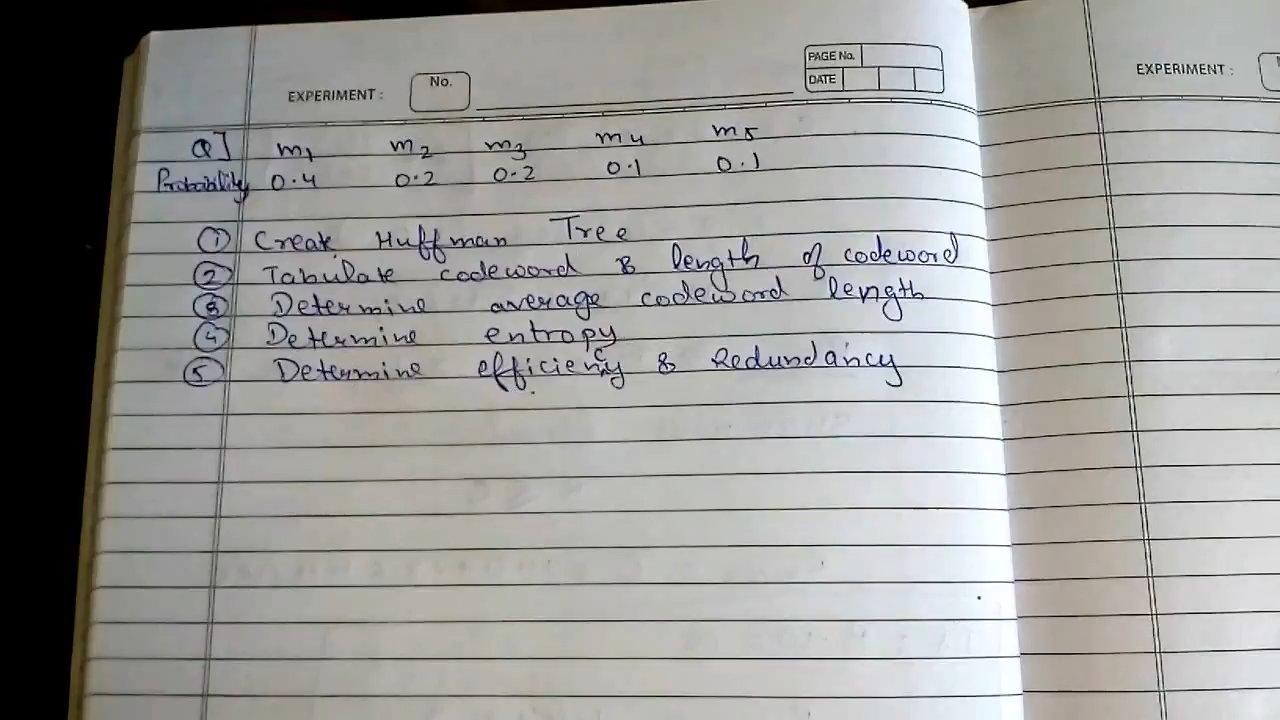 PAGE No.
EXPERIMENT : No.
DATE
EXPERIMENT :
Q] m1 m2 m3 m4 m5
Probability 0.4 0.2 0.2 0.1 0.1
① Create Huffman Tree
② Tabulate codeword & length of codeword
③ Determine average codeword length
④ Determine entropy
⑤ Determine efficiency & Redundancy